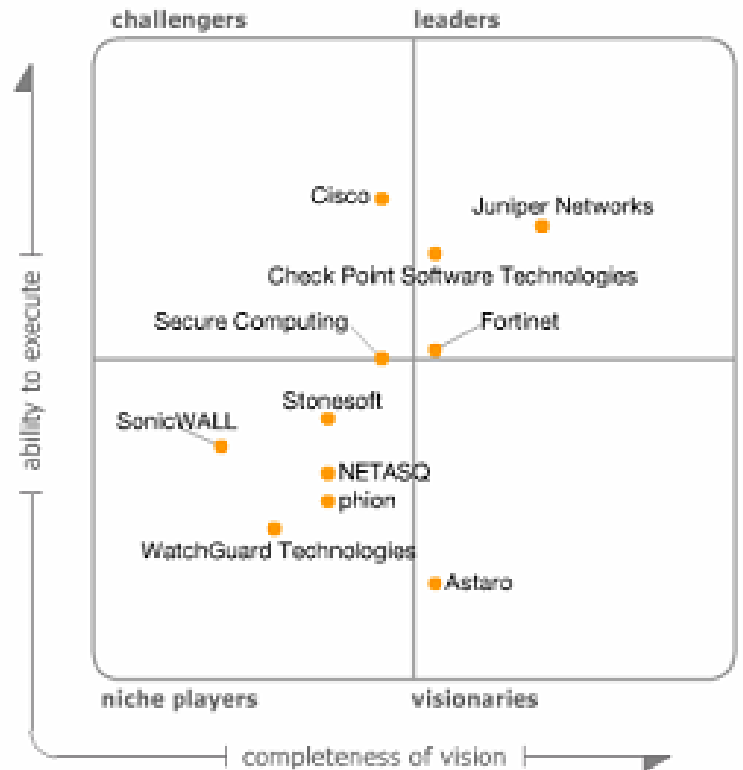 challengers
leaders
Cisco
Juniper Networks
Check Point Software Technologies
Secure Computing
Fortinet
Stonesoft
SonicWALL
NETASQ
phion
WatchGuard Technologies
Astaro
niche players
visionaries
ability to execute
completeness of vision